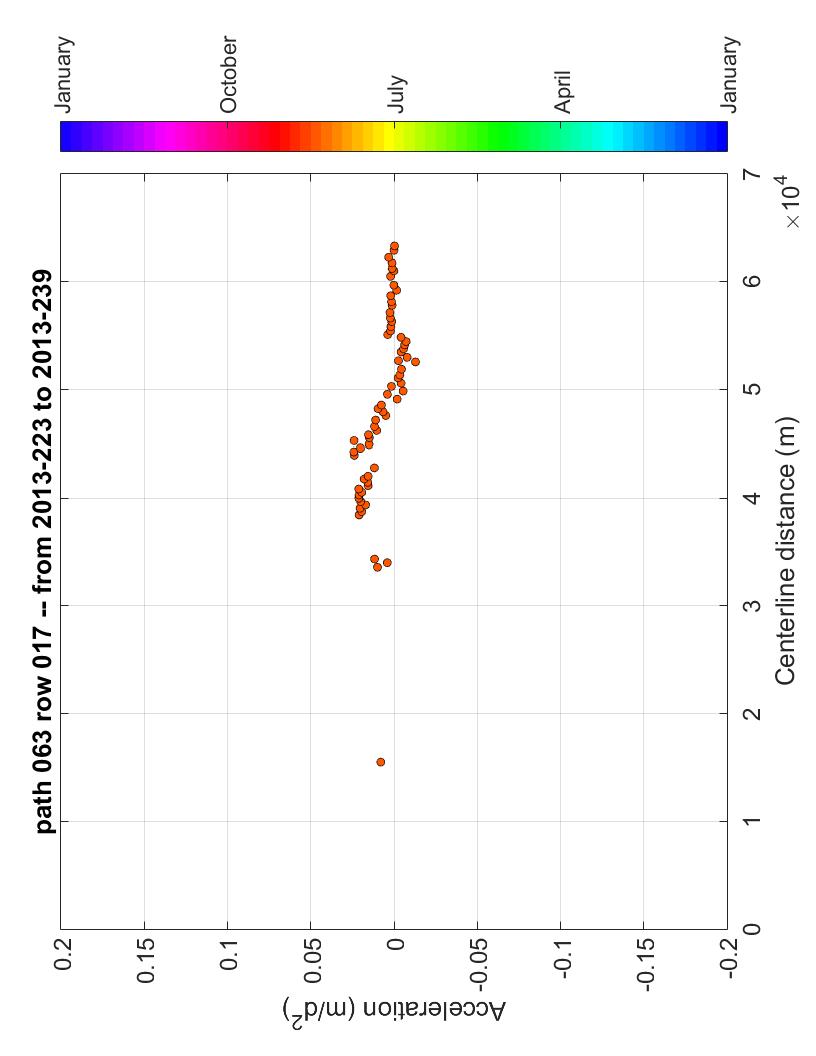 path 063 row 017 -- from 2013-223 to 2013-239
0.2
0.15
0.1
0.05
0
-0.05
-0.1
-0.15
-0.2
Acceleration (m/d²)
0 1 2 3 4 5 6 7
×10⁴
Centerline distance (m)
January
October
July
April
January